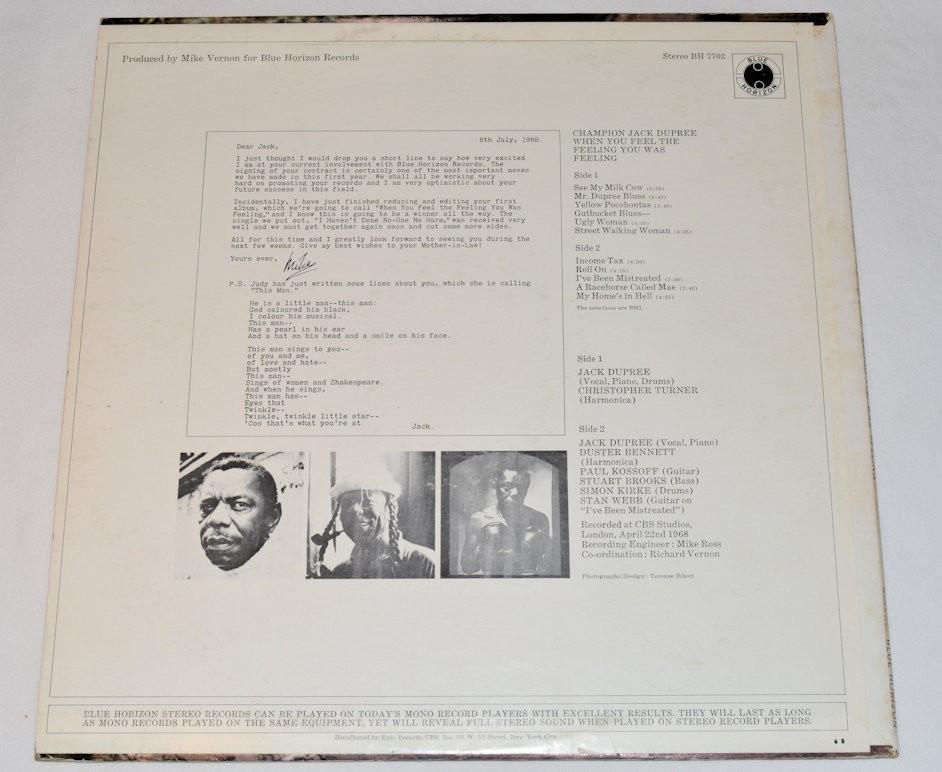 Produced by Mike Vernon for Blue Horizon Records
Stereo BH 7702
BLUE
HORIZON
8th July, 1968.
Dear Jack,
I just thought I would drop you a short line to say how very excited
I am at your current involvement with Blue Horizon Records. The
signing of your contract is certainly one of the most important moves
we have made in this first year. We shall all be working very
hard on promoting your records and I am very optimistic about your
future success in this field.
Incidentally, I have just finished reducing and editing your first
album, which we're going to call "When You Feel the Feeling You Was
Feeling," and I know this is going to be a winner all the way. The
single we put out, "I Haven't Done No-One No Harm," was received very
well and we must get together again soon and cut some more sides.
All for this time and I greatly look forward to seeing you during the
next few weeks. Give my best wishes to your Mother-in-Law!
Yours ever,
Mike
P.S. Judy has just written some lines about you, which she is calling
"This Man."
He is a little man--this man:
God coloured him black,
I colour him musical.
This man--
Has a pearl in his ear
And a hat on his head and a smile on his face.
This man sings to you--
of you and me,
of love and hate--
But mostly
This man--
Sings of women and Shakespeare.
And when he sings,
This man has--
Eyes that
Twinkle--
Twinkle, twinkle little star--
'Cos that's what you're at
Jack.
CHAMPION JACK DUPREE
WHEN YOU FEEL THE
FEELING YOU WAS
FEELING
Side 1
See My Milk Cow
Mr. Dupree Blues
Yellow Pocohontas
Gutbucket Blues—
Ugly Woman
Street Walking Woman
Side 2
Income Tax (4:50)
Roll On (4:15)
I've Been Mistreated
A Racehorse Called Mae
My Home's in Hell
The selections are BMI.
Side 1
JACK DUPREE
(Vocal, Piano, Drums)
CHRISTOPHER TURNER
(Harmonica)
Side 2
JACK DUPREE (Vocal, Piano)
DUSTER BENNETT
(Harmonica)
PAUL KOSSOFF (Guitar)
STUART BROOKS (Bass)
SIMON KIRKE (Drums)
STAN WEBB (Guitar on
"I've Been Mistreated")
Recorded at CBS Studios,
London, April 22nd 1968
Recording Engineer: Mike Ross
Co-ordination: Richard Vernon
Photography/Design: Terence Ibbott
BLUE HORIZON STEREO RECORDS CAN BE PLAYED ON TODAY'S MONO RECORD PLAYERS WITH EXCELLENT RESULTS. THEY WILL LAST AS LONG
AS MONO RECORDS PLAYED ON THE SAME EQUIPMENT, YET WILL REVEAL FULL STEREO SOUND WHEN PLAYED ON STEREO RECORD PLAYERS.
Distributed by Epic Records/CBS, Inc./51 W. 52 Street, New York City